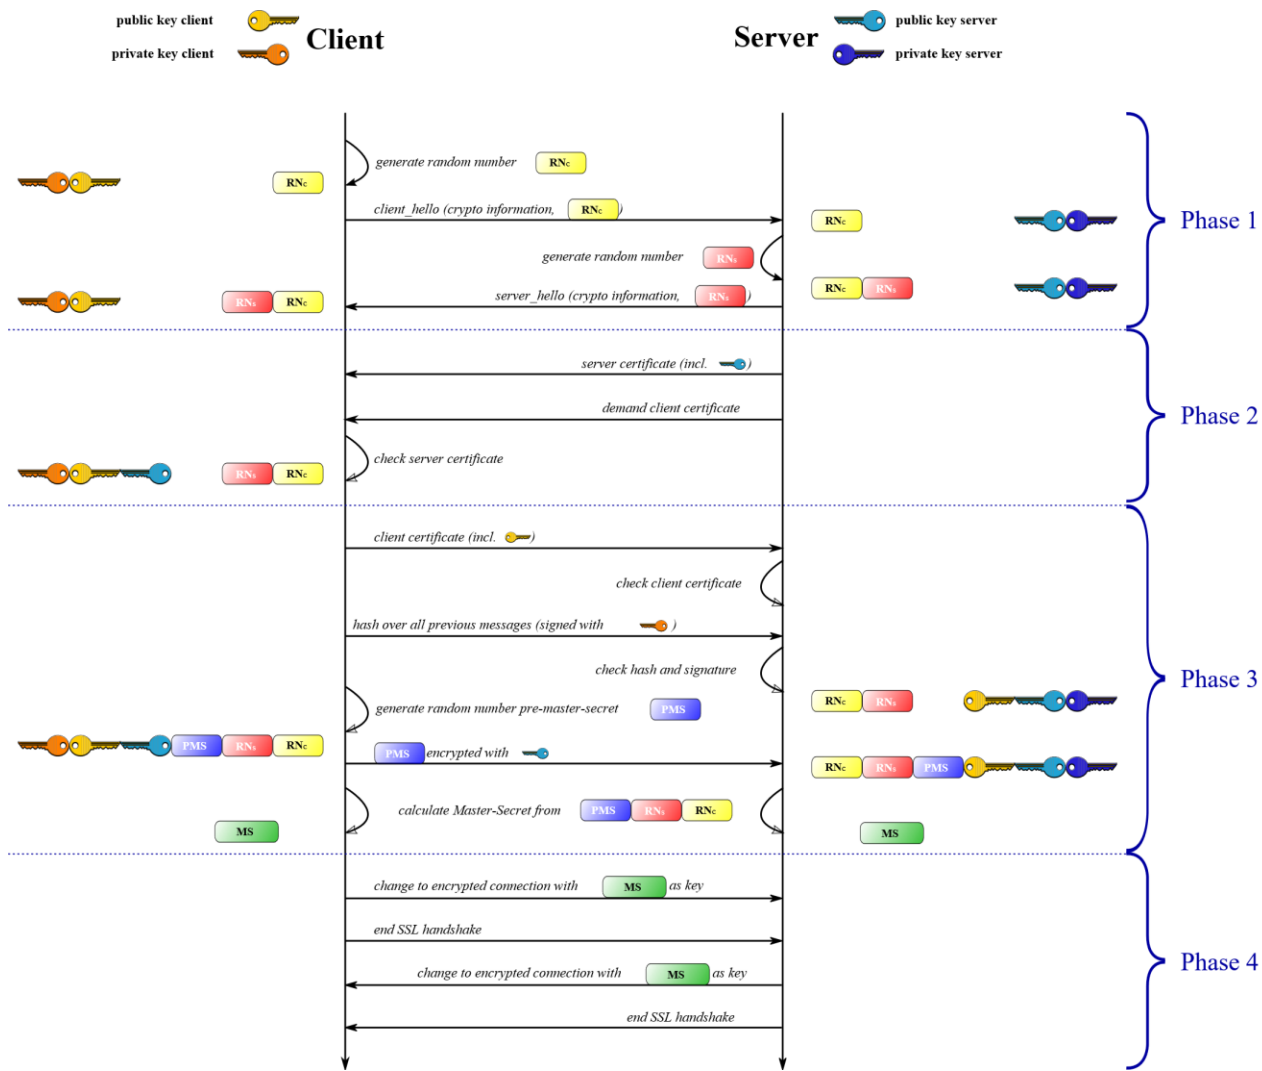 public key client
private key client
Client
Server
public key server
private key server
generate random number RNc
RNc
client_hello (crypto information, RNc )
RNc
Phase 1
generate random number RNs
RNc RNs
server_hello (crypto information, RNs )
RNs RNc
server certificate (incl. )
demand client certificate
Phase 2
check server certificate
RNs RNc
client certificate (incl. )
check client certificate
hash over all previous messages (signed with )
check hash and signature
Phase 3
RNc RNs
generate random number pre-master-secret PMS
PMS RNs RNc
PMS encrypted with
RNc RNs PMS
calculate Master-Secret from PMS RNs RNc
MS
MS
change to encrypted connection with MS as key
end SSL handshake
Phase 4
change to encrypted connection with MS as key
end SSL handshake